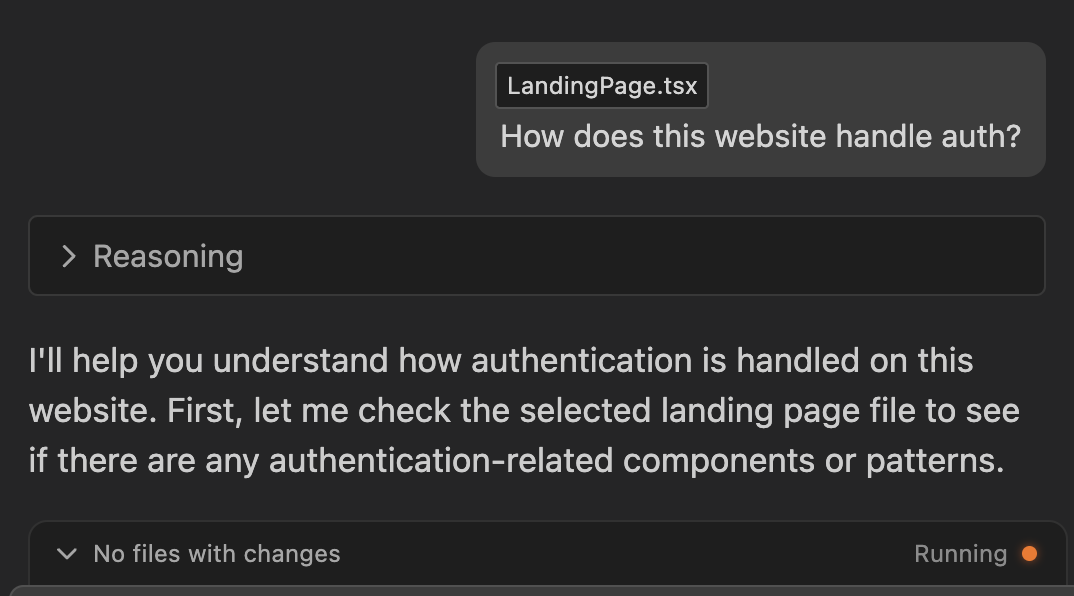 LandingPage.tsx
How does this website handle auth?
Reasoning
I'll help you understand how authentication is handled on this
website. First, let me check the selected landing page file to see
if there are any authentication-related components or patterns.
No files with changes
Running